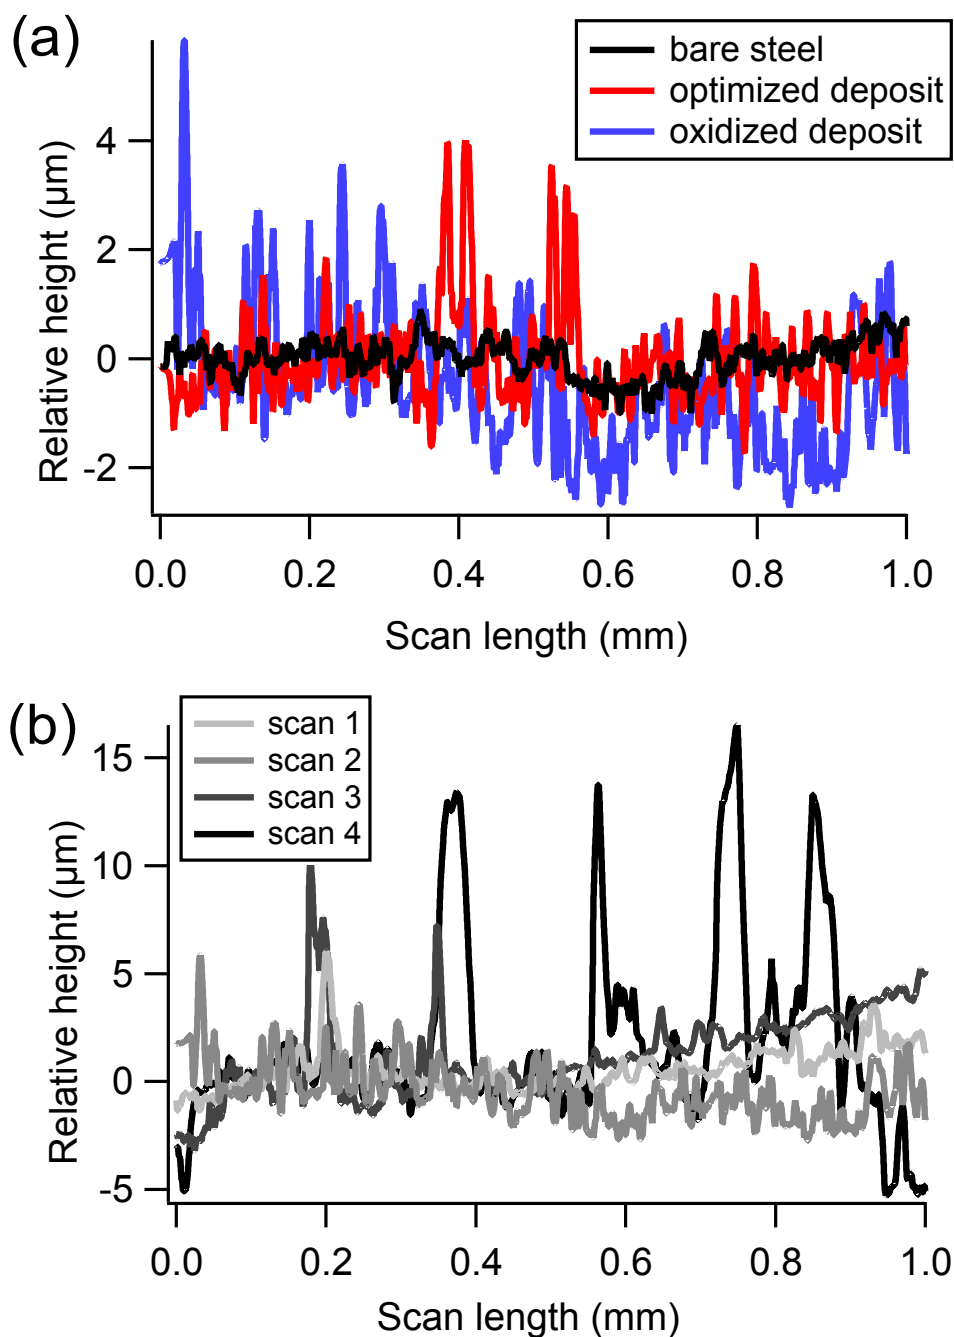 (a)
bare steel
optimized deposit
oxidized deposit
Relative height (μm)
4
2
0
-2
0.0 0.2 0.4 0.6 0.8 1.0
Scan length (mm)
(b)
scan 1
scan 2
scan 3
scan 4
Relative height (μm)
15
10
5
0
-5
0.0 0.2 0.4 0.6 0.8 1.0
Scan length (mm)